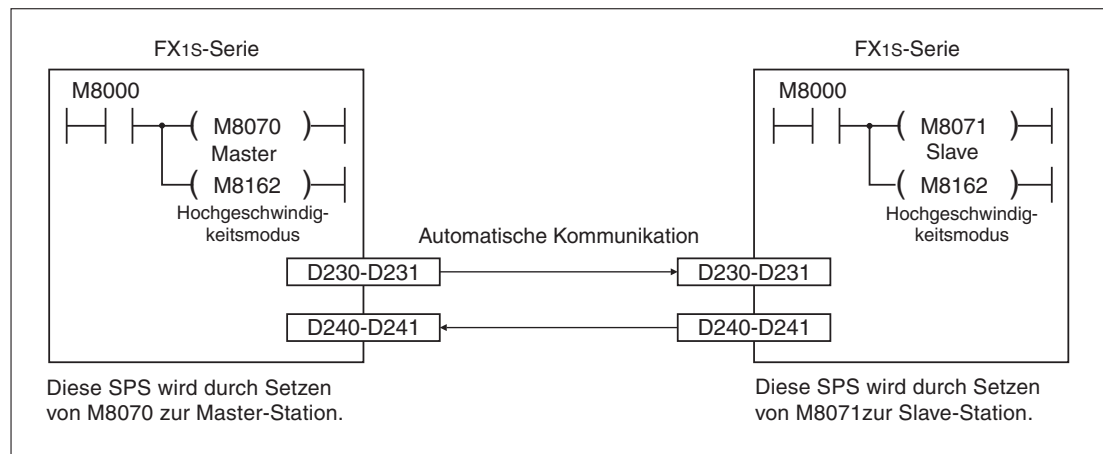 FX1S-Serie
M8000
M8070
Master
M8162
Hochgeschwindig-
keitsmodus
D230-D231
D240-D241
Diese SPS wird durch Setzen
von M8070 zur Master-Station.
Automatische Kommunikation
FX1S-Serie
M8000
M8071
Slave
M8162
Hochgeschwindig-
keitsmodus
D230-D231
D240-D241
Diese SPS wird durch Setzen
von M8071zur Slave-Station.